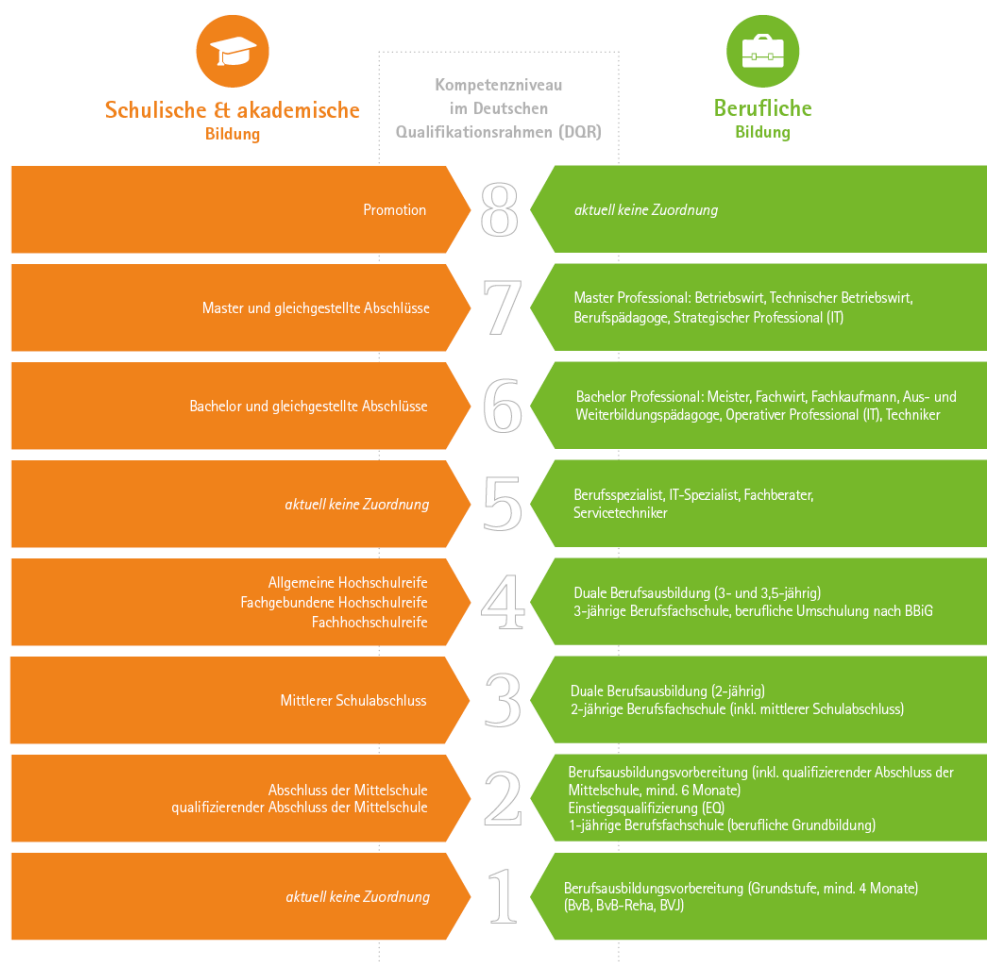 Schulische & akademische
Bildung
Kompetenzniveau
im Deutschen
Qualifikationsrahmen (DQR)
Berufliche
Bildung
Promotion
8
aktuell keine Zuordnung
Master und gleichgestellte Abschlüsse
7
Master Professional: Betriebswirt, Technischer Betriebswirt,
Berufspädagoge, Strategischer Professional (IT)
Bachelor und gleichgestellte Abschlüsse
6
Bachelor Professional: Meister, Fachwirt, Fachkaufmann, Aus- und
Weiterbildungspädagoge, Operativer Professional (IT), Techniker
aktuell keine Zuordnung
5
Berufsspezialist, IT-Spezialist, Fachberater,
Servicetechniker
Allgemeine Hochschulreife
Fachgebundene Hochschulreife
Fachhochschulreife
4
Duale Berufsausbildung (3- und 3,5-jährig)
3-jährige Berufsfachschule, berufliche Umschulung nach BBiG
Mittlerer Schulabschluss
3
Duale Berufsausbildung (2-jährig)
2-jährige Berufsfachschule (inkl. mittlerer Schulabschluss)
Abschluss der Mittelschule
qualifizierender Abschluss der Mittelschule
2
Berufsausbildungsvorbereitung (inkl. qualifizierender Abschluss der
Mittelschule, mind. 6 Monate)
Einstiegsqualifizierung (EQ)
1-jährige Berufsfachschule (berufliche Grundbildung)
aktuell keine Zuordnung
1
Berufsausbildungsvorbereitung (Grundstufe, mind. 4 Monate)
(BvB, BvB-Reha, BVJ)